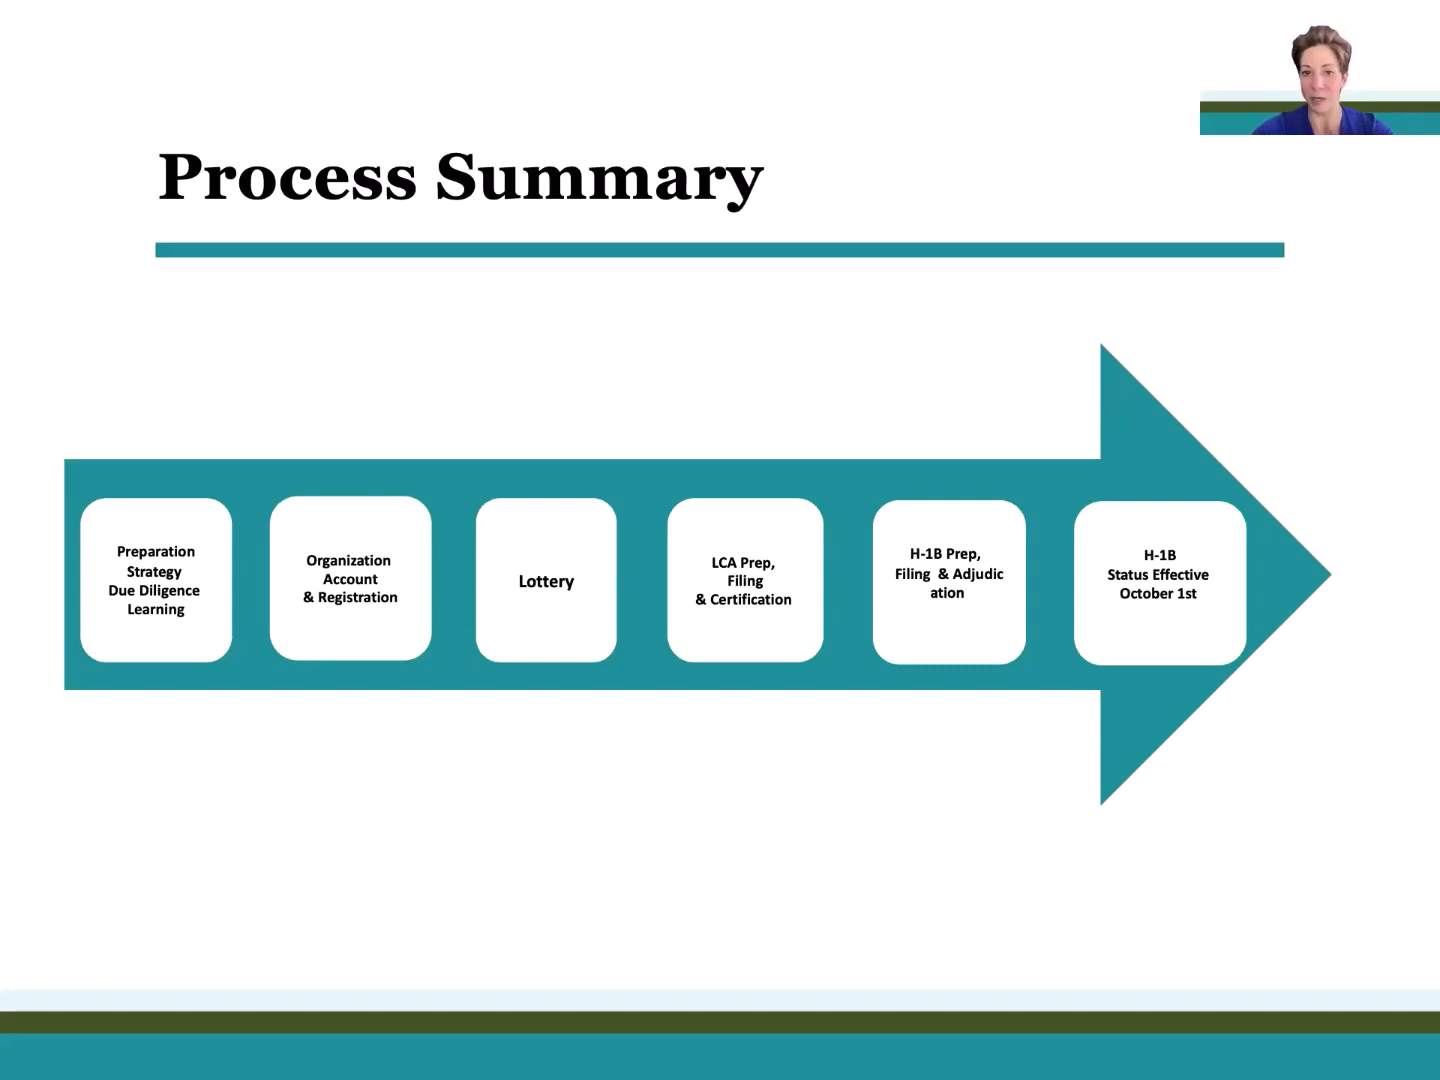 Process Summary
Preparation
Strategy
Due Diligence
Learning
Organization
Account
& Registration
Lottery
LCA Prep,
Filing
& Certification
H-1B Prep,
Filing & Adjudic
ation
H-1B
Status Effective
October 1st